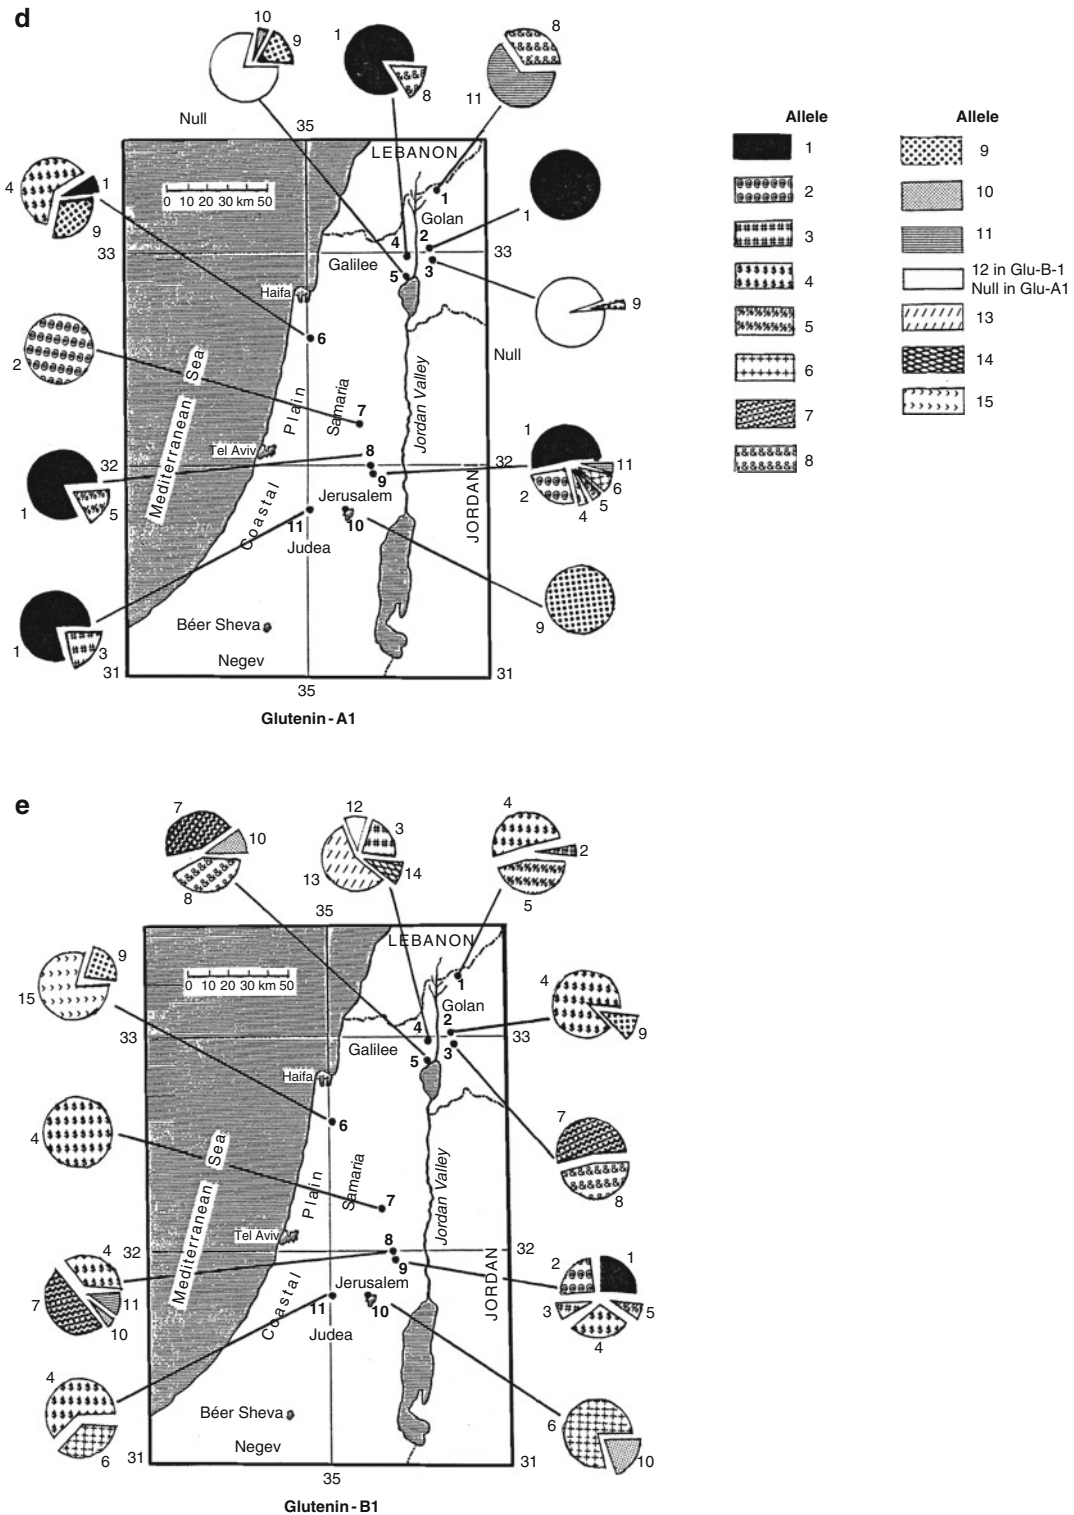 d
10
9
1
8
8
11
Null
35
LEBANON
4
1
9
0 10 20 30 km 50
1
Golan
1
4
2
33
Galilee
3
33
5
Haifa
9
6
Null
2
Mediterranean Sea
Plain
Samaria
Jordan Valley
7
1
Tel Aviv
8
32
32
11
9
6
2
5
4
1
5
Coastal
Jerusalem
JORDAN
11
10
Judea
9
1
3
Béer Sheva
Negev
31
31
35
Glutenin-A1
Allele
Allele
1
9
2
10
3
11
4
12 in Glu-B-1
Null in Glu-A1
5
13
6
14
7
15
8
e
7
10
8
12
3
13
14
4
2
5
35
LEBANON
9
15
0 10 20 30 km 50
1
Golan
4
9
4
2
33
Galilee
3
33
5
Haifa
7
8
6
4
Mediterranean Sea
Plain
Samaria
Jordan Valley
7
Tel Aviv
8
4
32
32
9
2
1
7
11
10
3
5
4
Coastal
Jerusalem
JORDAN
11
10
Judea
4
6
6
10
Béer Sheva
Negev
31
31
35
Glutenin-B1